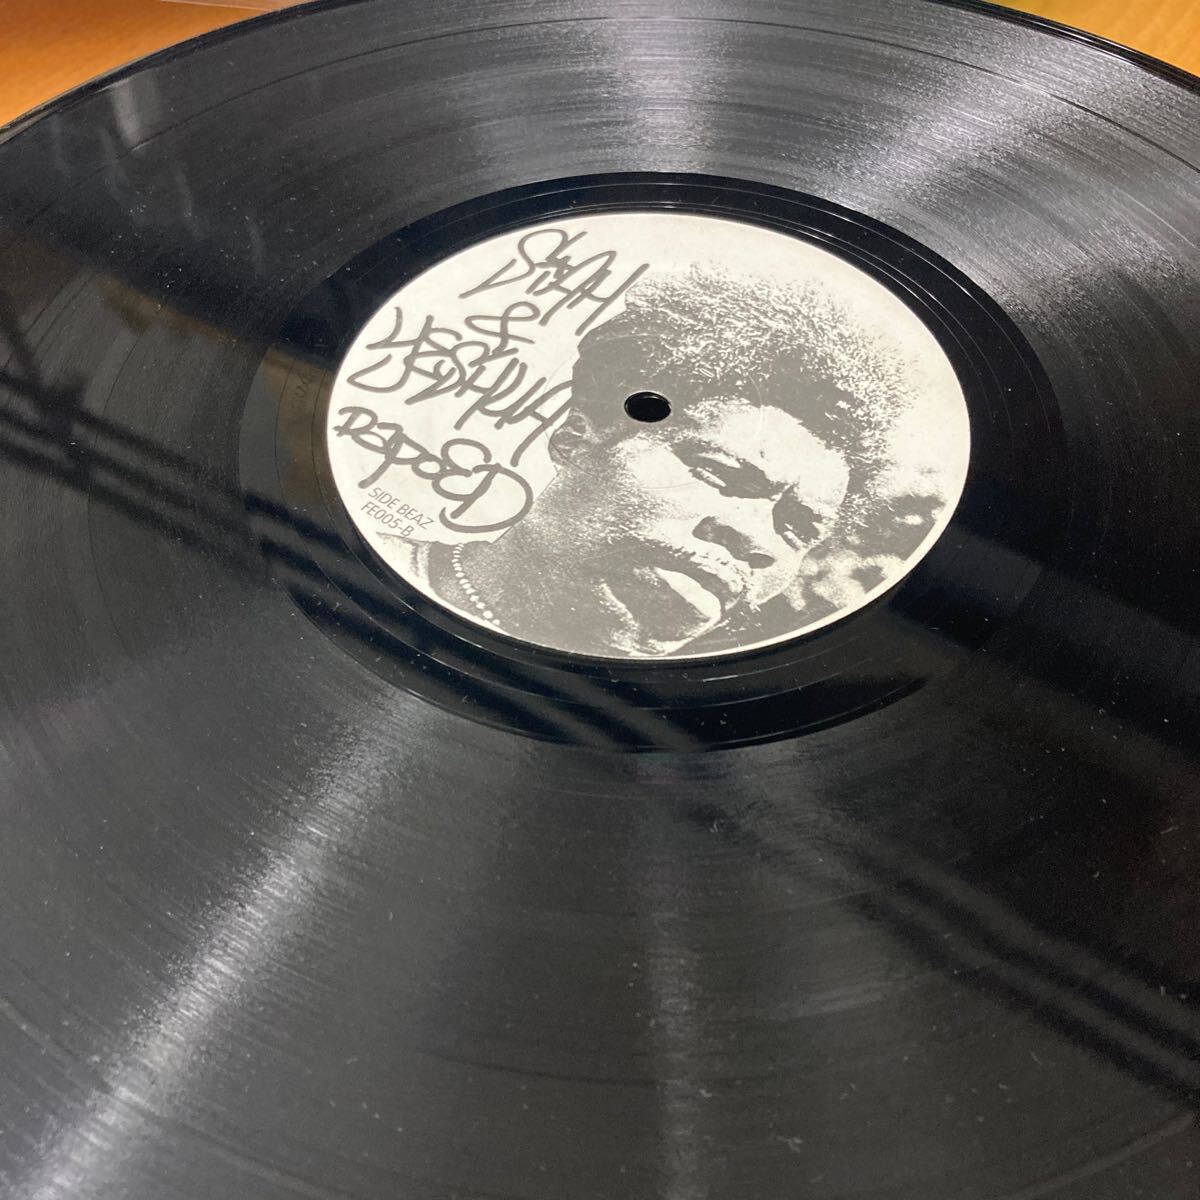 SIAH
&
YESHUA
DapoED
SIDE BEAZ
FE005-B